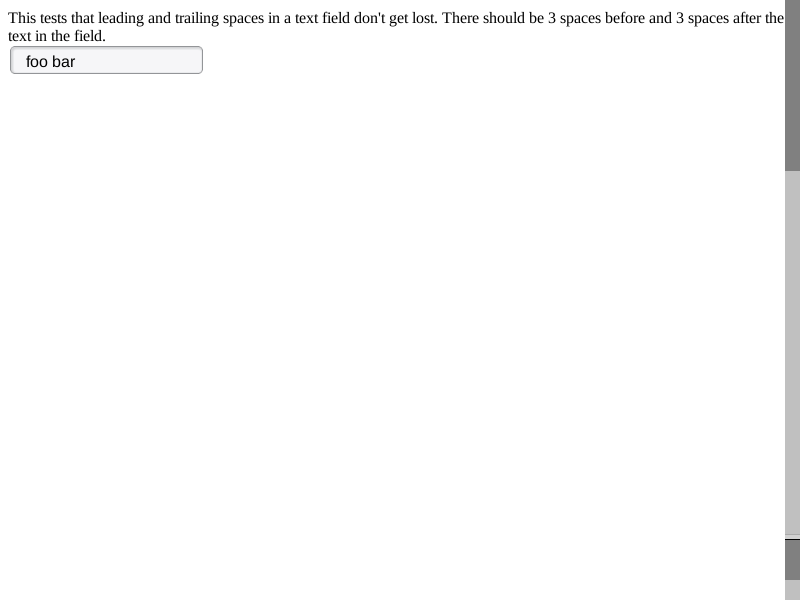 This tests that leading and trailing spaces in a text field don't get lost. There should be 3 spaces before and 3 spaces after the
text in the field.
   foo bar